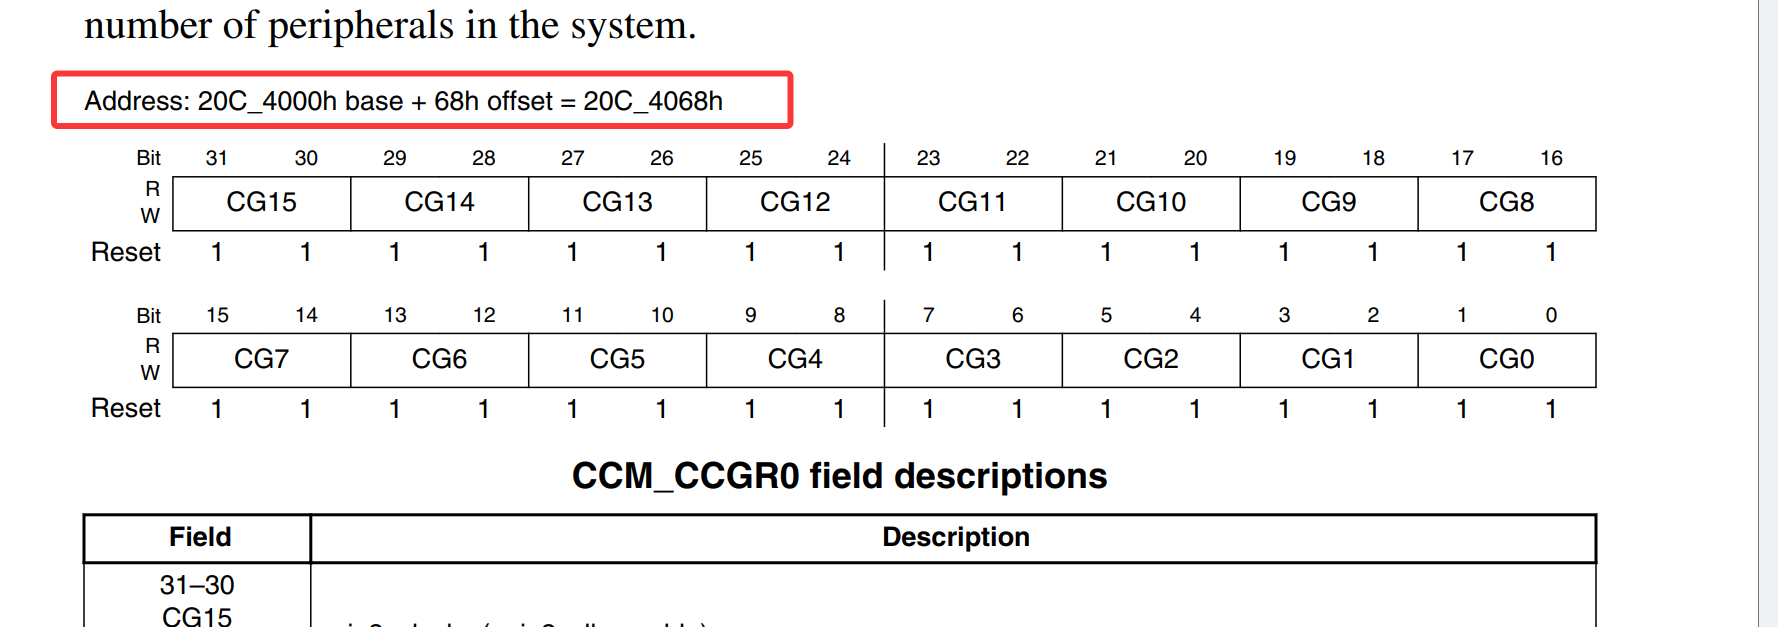 number of peripherals in the system.
Address: 20C_4000h base + 68h offset = 20C_4068h
Bit 31 30 29 28 27 26 25 24 23 22 21 20 19 18 17 16
R
CG15 CG14 CG13 CG12 CG11 CG10 CG9 CG8
W
Reset 1 1 1 1 1 1 1 1 1 1 1 1 1 1 1 1
Bit 15 14 13 12 11 10 9 8 7 6 5 4 3 2 1 0
R
CG7 CG6 CG5 CG4 CG3 CG2 CG1 CG0
W
Reset 1 1 1 1 1 1 1 1 1 1 1 1 1 1 1 1
CCM_CCGR0 field descriptions
Field Description
31–30
CG15